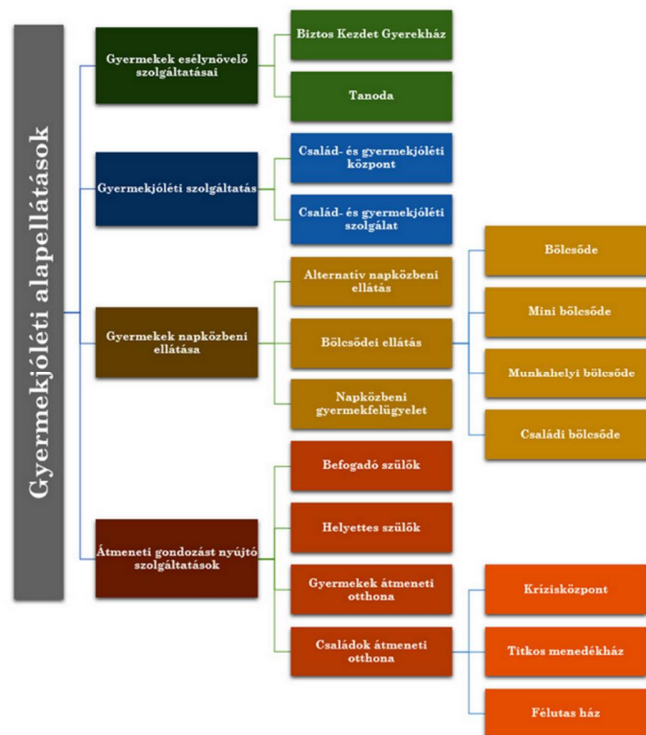 Gyermekjóléti alapellátások
Gyermekek esélynövelő
szolgáltatásai
Biztos Kezdet Gyerekház
Tanoda
Gyermekjóléti szolgáltatás
Család- és gyermekjóléti
központ
Család- és gyermekjóléti
szolgálat
Gyermekek napközbeni
ellátása
Alternatív napközbeni
ellátás
Bölcsődei ellátás
Bölcsőde
Mini bölcsőde
Munkahelyi bölcsőde
Családi bölcsőde
Napközbeni
gyermekfelügyelet
Átmeneti gondozást nyújtó
szolgáltatások
Befogadó szülők
Helyettes szülők
Gyermekek átmeneti
otthona
Családok átmeneti
otthona
Krízisközpont
Titkos menedékház
Félutas ház